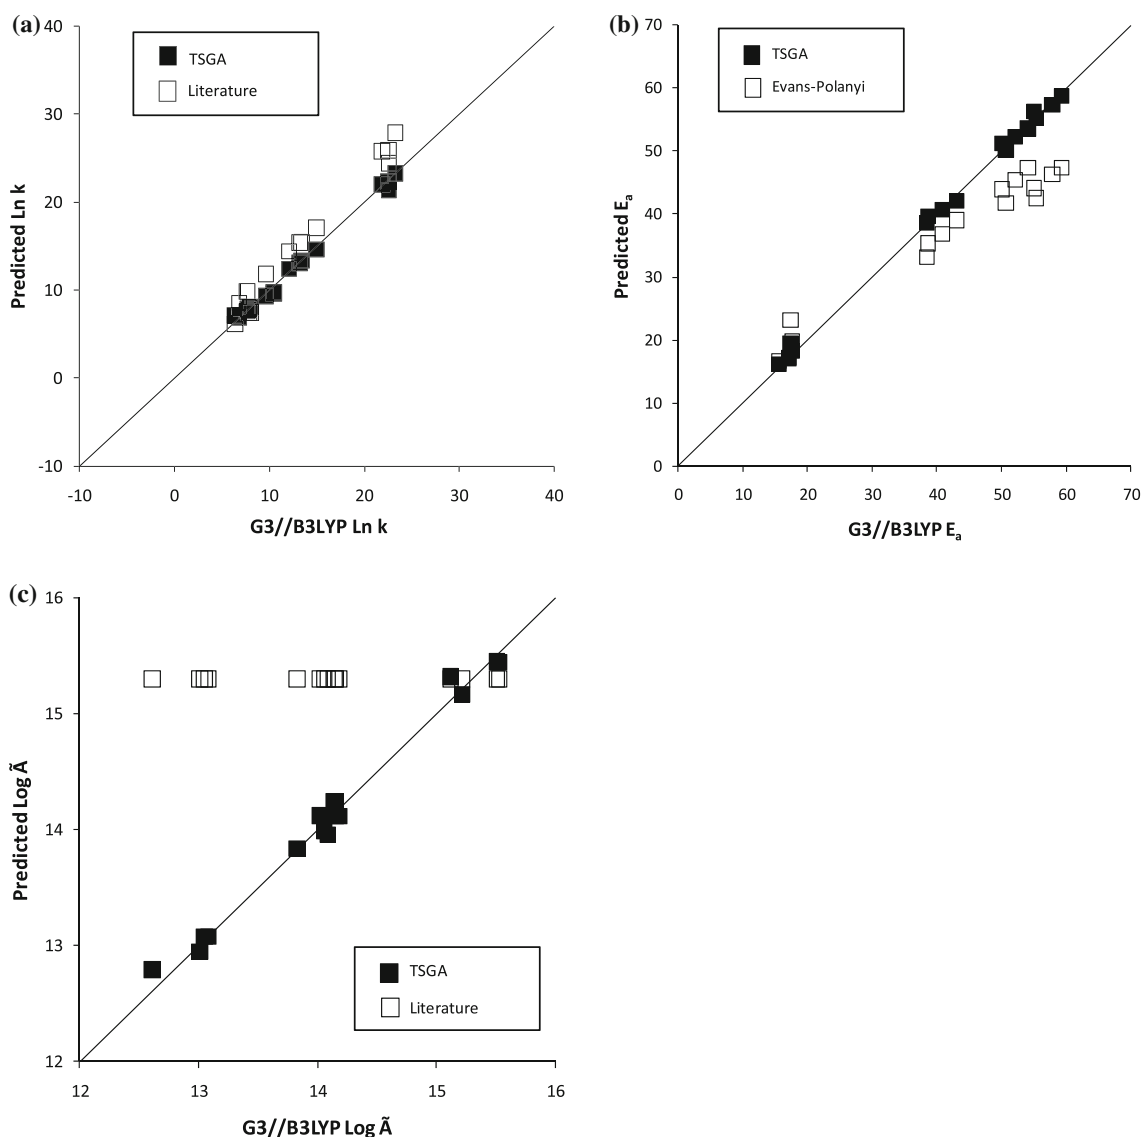 (a)
40
30
20
10
0
-10
-10 0 10 20 30 40
Predicted Ln k
G3//B3LYP Ln k
TSGA
Literature
(b)
70
60
50
40
30
20
10
0
0 10 20 30 40 50 60 70
Predicted Eₐ
G3//B3LYP Eₐ
TSGA
Evans-Polanyi
(c)
16
15
14
13
12
12 13 14 15 16
Predicted Log Ã
G3//B3LYP Log Ã
TSGA
Literature